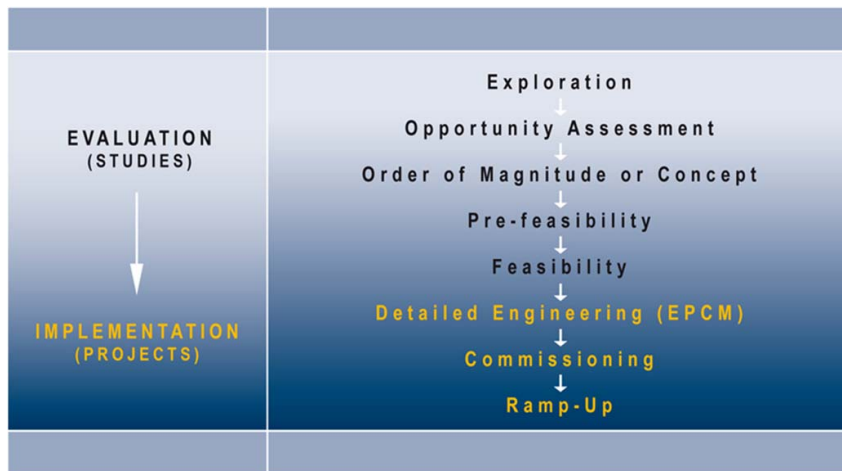 EVALUATION
(STUDIES)
IMPLEMENTATION
(PROJECTS)
Exploration
Opportunity Assessment
Order of Magnitude or Concept
Pre-feasibility
Feasibility
Detailed Engineering (EPCM)
Commissioning
Ramp-Up